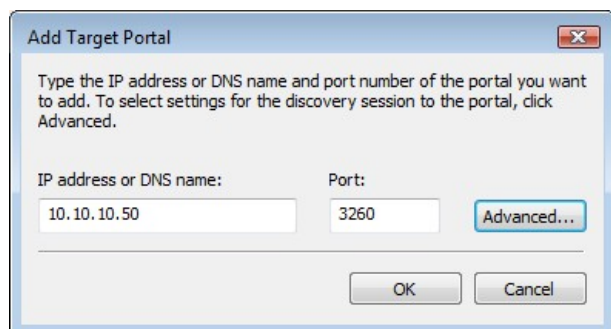 Add Target Portal
Type the IP address or DNS name and port number of the portal you want
to add. To select settings for the discovery session to the portal, click
Advanced.
IP address or DNS name:
Port:
10.10.10.50
3260
Advanced...
OK
Cancel